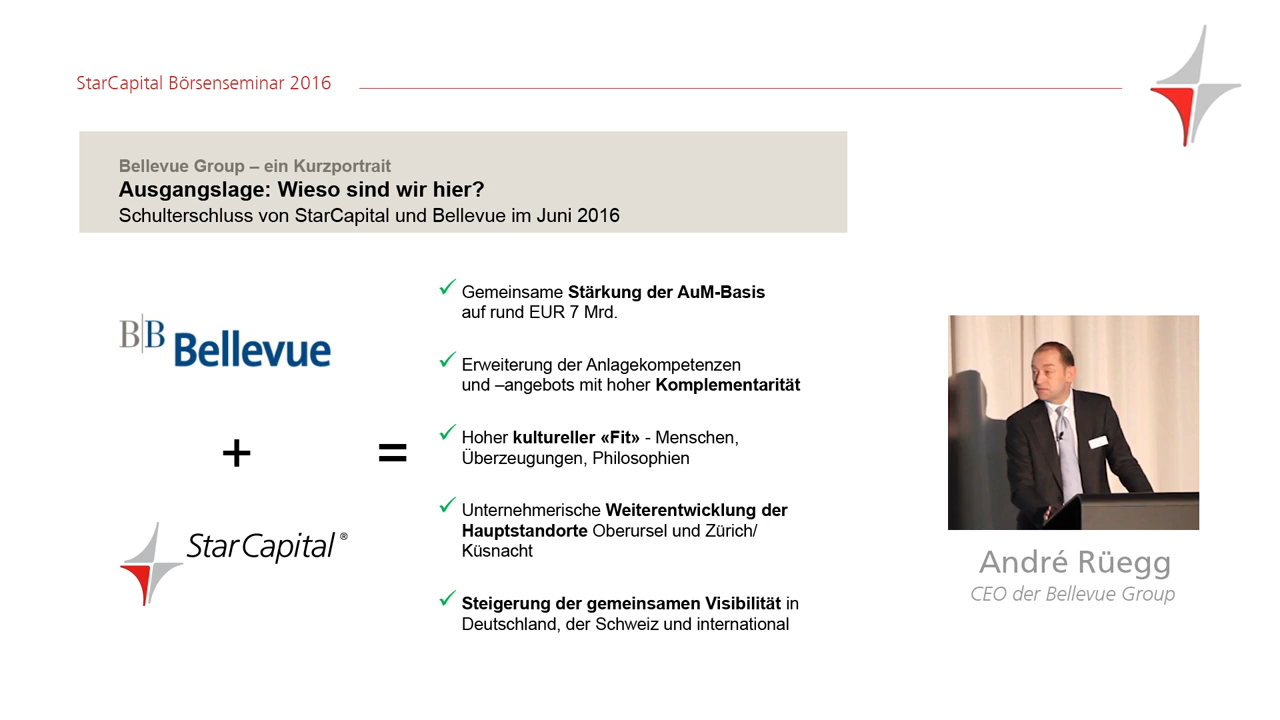 StarCapital Börsenseminar 2016
Bellevue Group – ein Kurzportrait
Ausgangslage: Wieso sind wir hier?
Schulterschluss von StarCapital und Bellevue im Juni 2016
B|B Bellevue
+
StarCapital ®
=
✓ Gemeinsame Stärkung der AuM-Basis
auf rund EUR 7 Mrd.
✓ Erweiterung der Anlagekompetenzen
und –angebots mit hoher Komplementarität
✓ Hoher kultureller «Fit» - Menschen,
Überzeugungen, Philosophien
✓ Unternehmerische Weiterentwicklung der
Hauptstandorte Oberursel und Zürich/
Küsnacht
✓ Steigerung der gemeinsamen Visibilität in
Deutschland, der Schweiz und international
André Rüegg
CEO der Bellevue Group